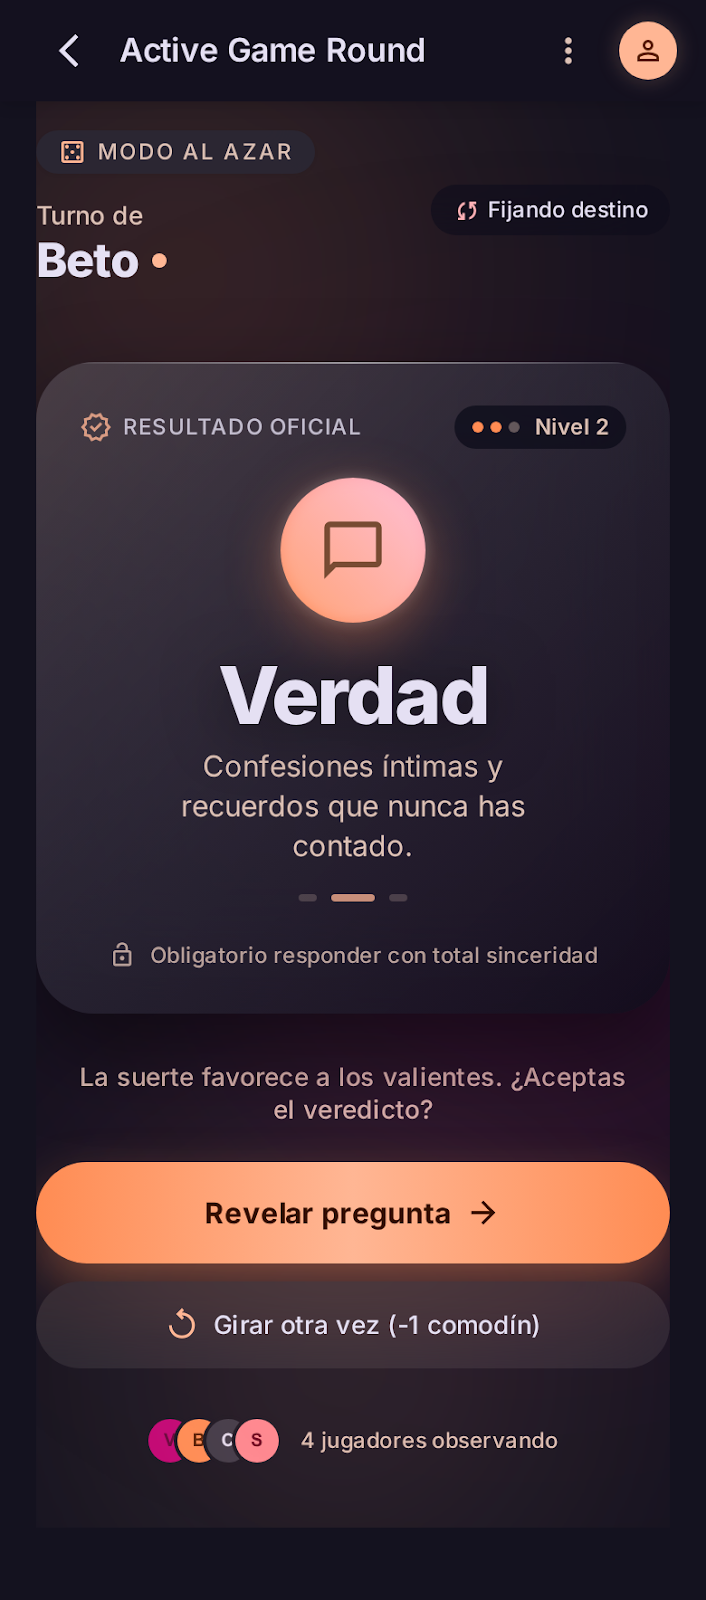 Active Game Round
MODO AL AZAR
Turno de
Beto
Fijando destino
RESULTADO OFICIAL
Nivel 2
Verdad
Confesiones íntimas y
recuerdos que nunca has
contado.
Obligatorio responder con total sinceridad
La suerte favorece a los valientes. ¿Aceptas
el veredicto?
Revelar pregunta
Girar otra vez (-1 comodín)
V B C S
4 jugadores observando